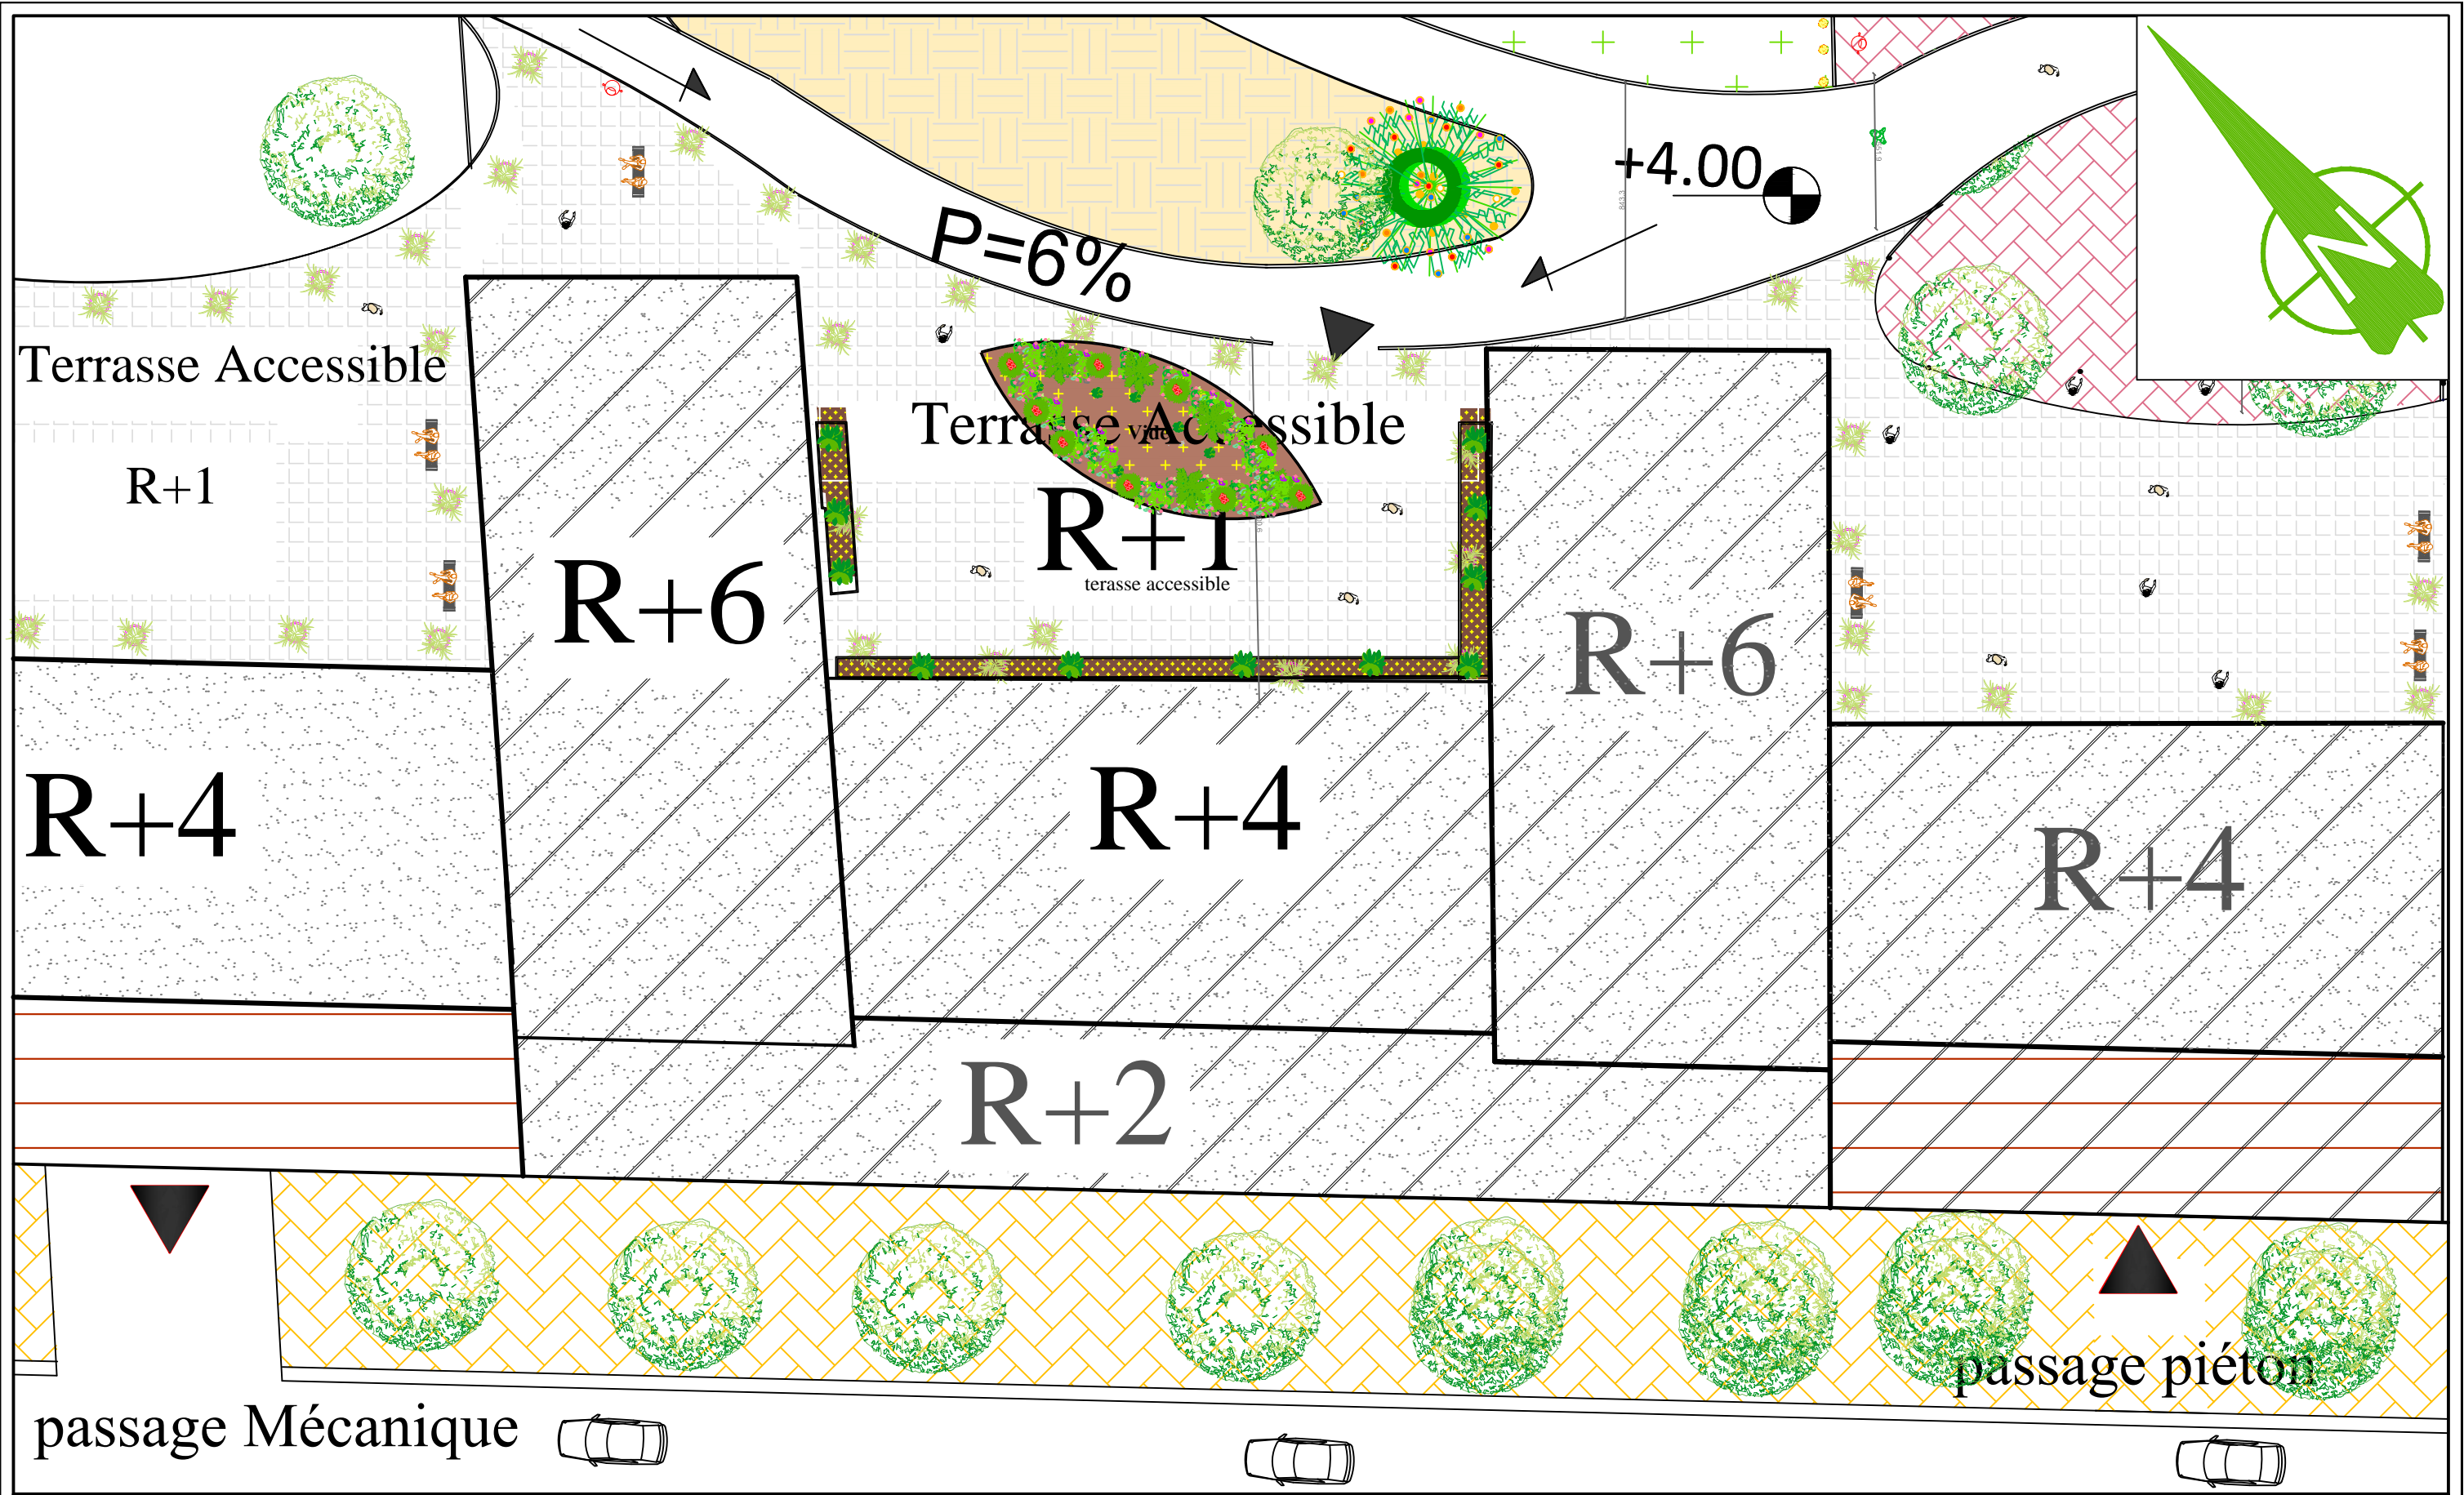 +4.00
P=6%
N
Terrasse Accessible
Terrasse Accessible
Vide
R+1
R+1
terasse accessible
R+6
R+6
R+4
R+4
R+4
R+2
passage piéton
passage Mécanique